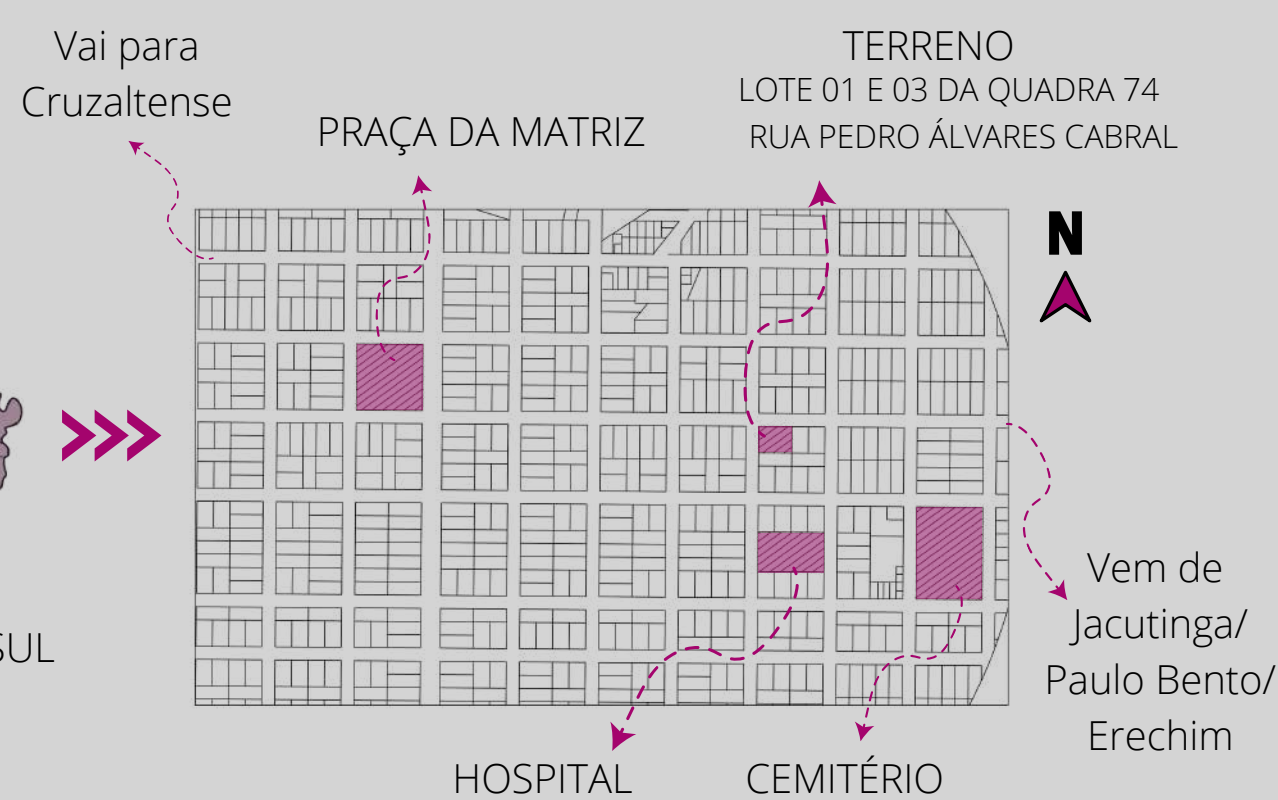 Vai para
Cruzaltense
PRAÇA DA MATRIZ
TERRENO
LOTE 01 E 03 DA QUADRA 74
RUA PEDRO ÁLVARES CABRAL
N
SUL
Vem de
Jacutinga/
Paulo Bento/
Erechim
HOSPITAL
CEMITÉRIO